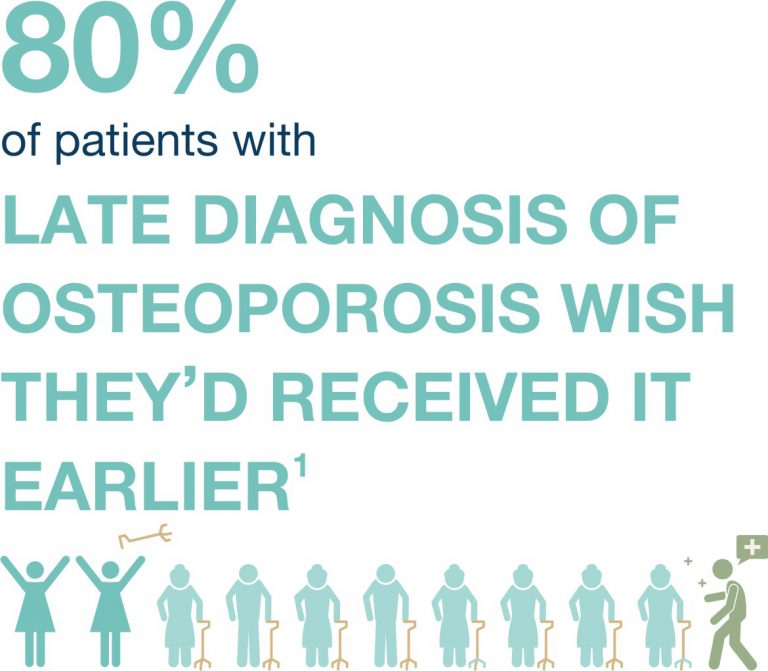 80%
of patients with
LATE DIAGNOSIS OF
OSTEOPOROSIS WISH
THEY’D RECEIVED IT
EARLIER¹